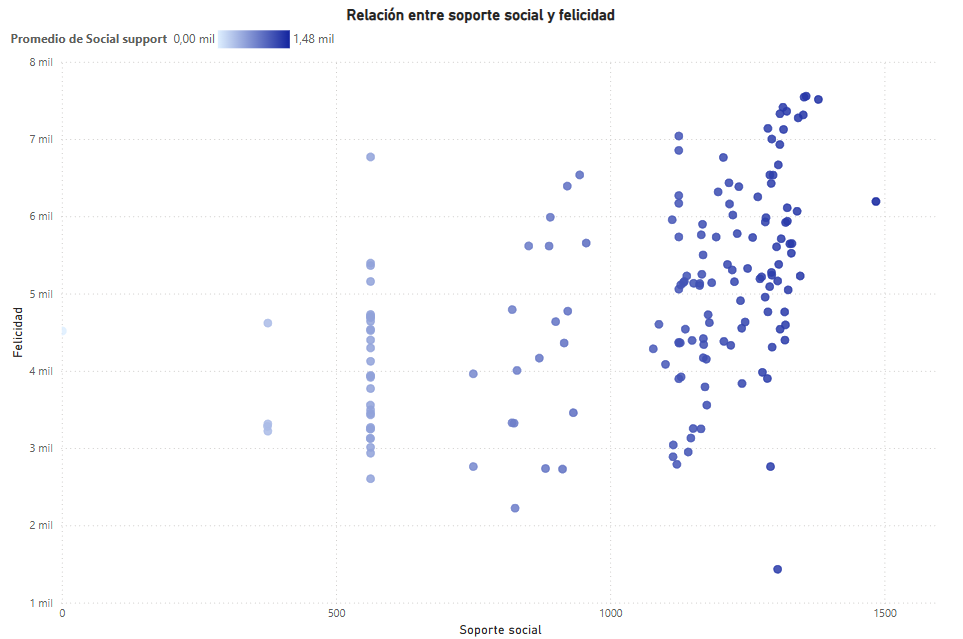 Relación entre soporte social y felicidad
Promedio de Social support 0,00 mil 1,48 mil
8 mil
7 mil
6 mil
5 mil
4 mil
3 mil
2 mil
1 mil
Felicidad
0 500 1000 1500
Soporte social